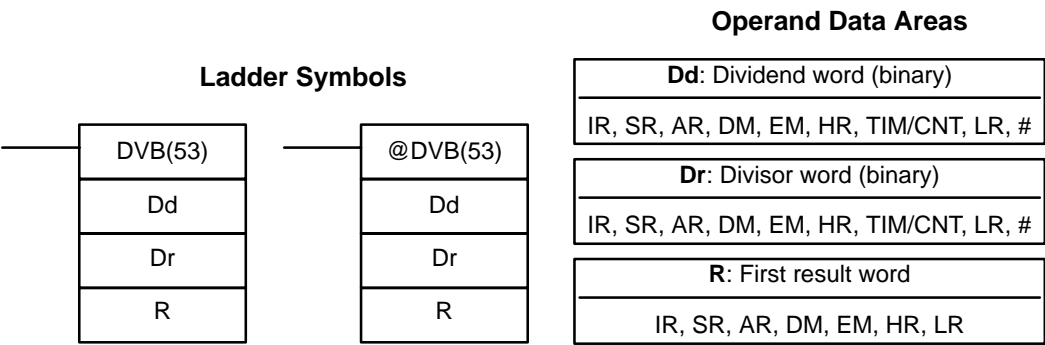 Ladder Symbols
DVB(53)
Dd
Dr
R
@DVB(53)
Dd
Dr
R
Operand Data Areas
Dd: Dividend word (binary)
IR, SR, AR, DM, EM, HR, TIM/CNT, LR, #
Dr: Divisor word (binary)
IR, SR, AR, DM, EM, HR, TIM/CNT, LR, #
R: First result word
IR, SR, AR, DM, EM, HR, LR